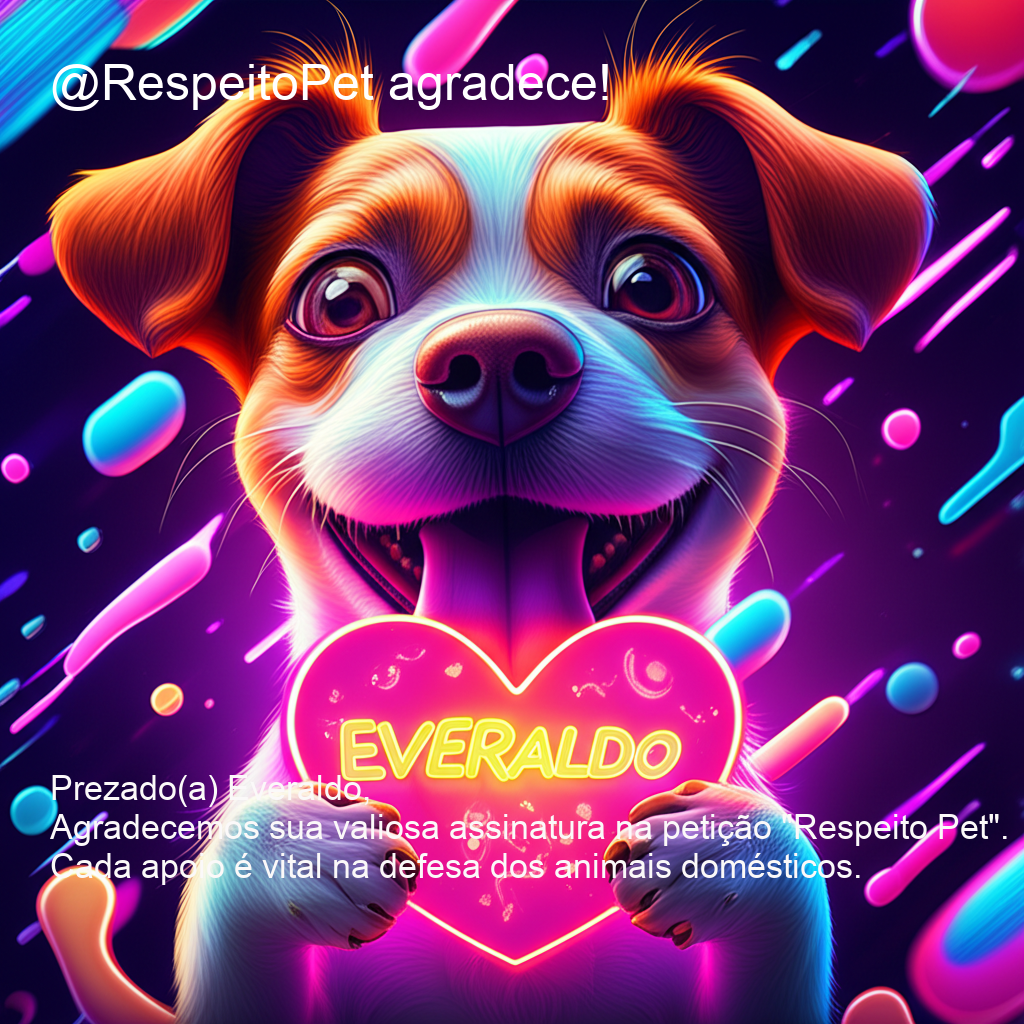 @RespeitoPet agradece!
EVERALDO
Prezado(a) Everaldo,
Agradecemos sua valiosa assinatura na petição "Respeito Pet".
Cada apoio é vital na defesa dos animais domésticos.